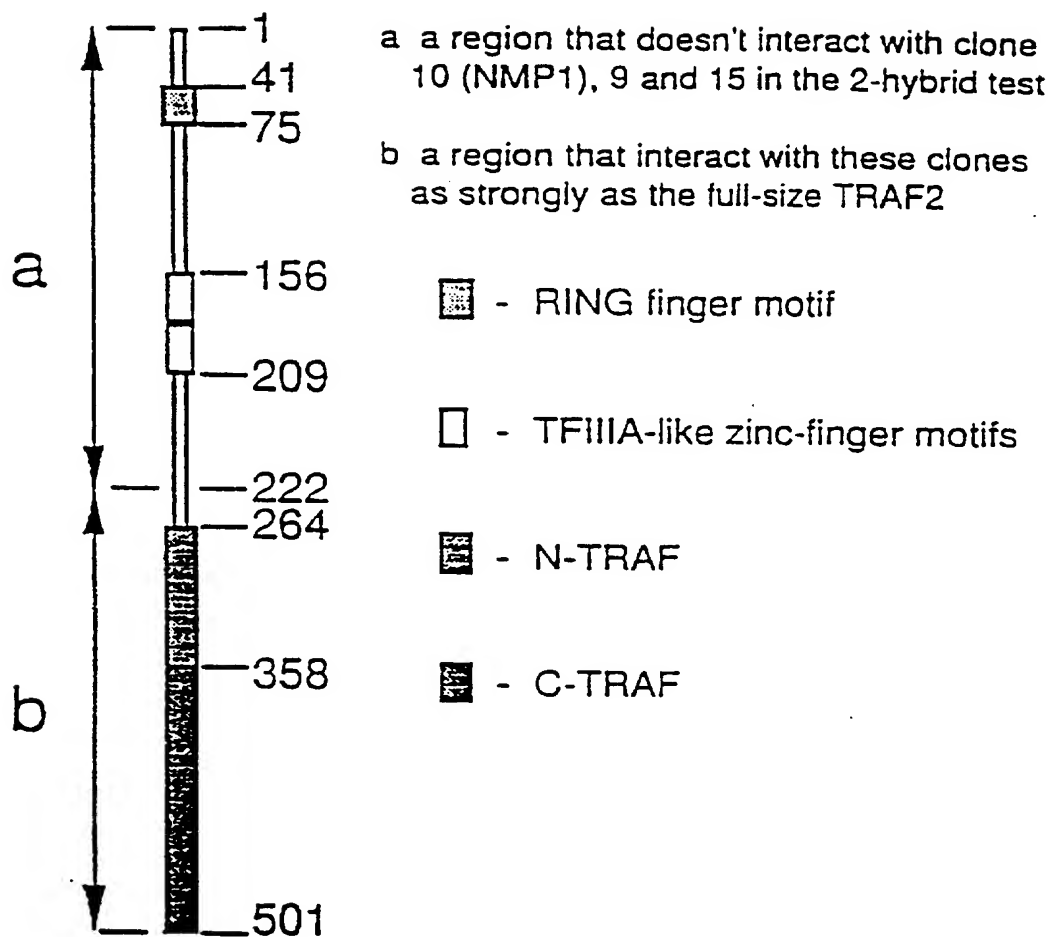 1
41
75
a
156
209
222
264
b
358
501
a a region that doesn't interact with clone
10 (NMP1), 9 and 15 in the 2-hybrid test
b a region that interact with these clones
as strongly as the full-size TRAF2
- RING finger motif
- TFIIIA-like zinc-finger motifs
- N-TRAF
- C-TRAF